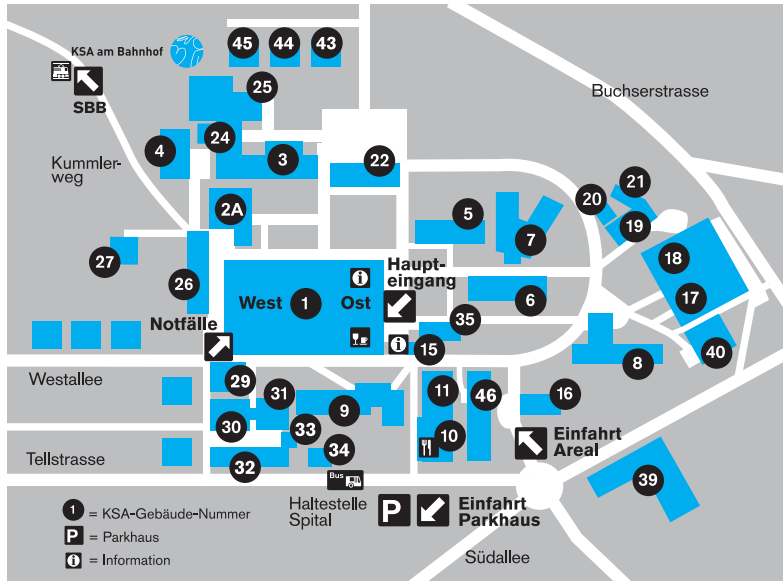 45
44
43
KSA am Bahnhof
SBB
25
Buchserstrasse
24
4
3
22
Kummler-
weg
2A
5
7
20
21
19
27
26
18
17
Haupt-
eingang
West
1
Ost
6
35
Notfälle
15
8
40
Westallee
29
31
9
11
46
16
30
33
10
Einfahrt
Areal
Tellstrasse
32
34
39
Bus
Haltestelle
Spital
P
Einfahrt
Parkhaus
1 = KSA-Gebäude-Nummer
P = Parkhaus
i = Information
Südallee